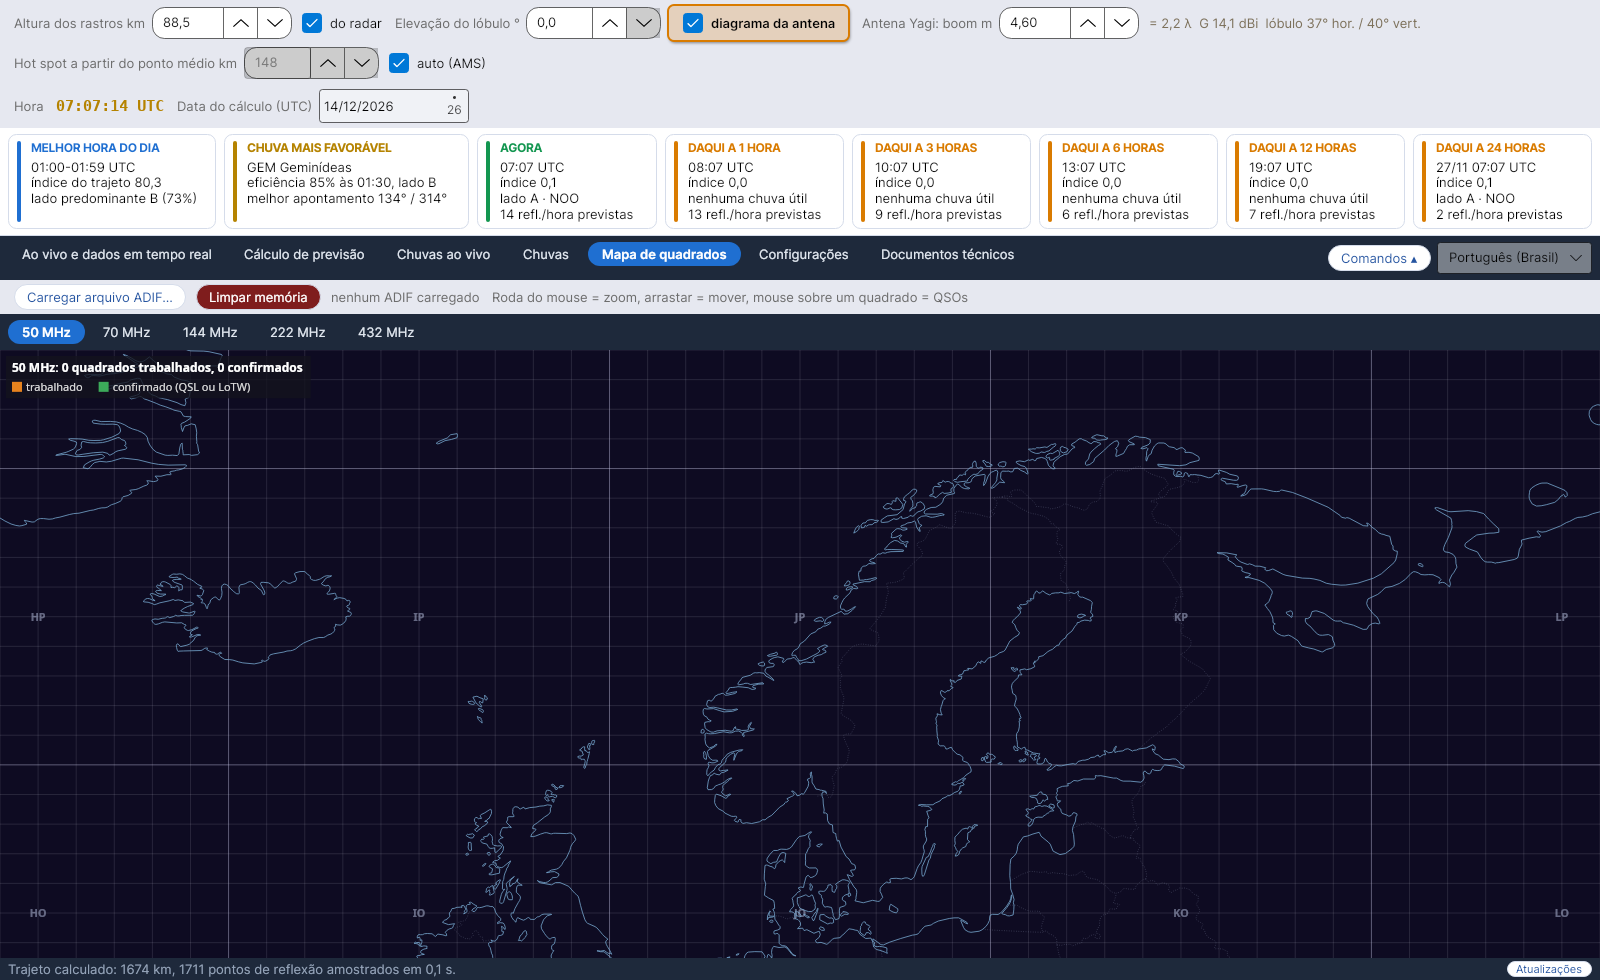 Altura do rastros km 88,5 do radar Elevação do lóbulo ° 0,0 diagrama da antena Antena Yagi: boom m 4,60 = 2,2 λ G 14,1 dBi lóbulo 37° hor. / 40° vert.
Hot spot a partir do ponto médio km 148 auto (AMS)
Hora 07:07:14 UTC Data do cálculo (UTC) 14/12/2026 26
MELHOR HORA DO DIA
01:00-01:59 UTC
índice do trajeto 80,3
lado predominante B (73%)
CHUVA MAIS FAVORÁVEL
GEM Geminídeas
eficiência 85% às 01:30, lado B
melhor apontamento 134° / 314°
AGORA
07:07 UTC
índice 0,1
lado A · NOO
14 refl./hora previstas
DAQUI A 1 HORA
08:07 UTC
índice 0,0
nenhuma chuva útil
13 refl./hora previstas
DAQUI A 3 HORAS
10:07 UTC
índice 0,0
nenhuma chuva útil
9 refl./hora previstas
DAQUI A 6 HORAS
13:07 UTC
índice 0,0
nenhuma chuva útil
6 refl./hora previstas
DAQUI A 12 HORAS
19:07 UTC
índice 0,0
nenhuma chuva útil
7 refl./hora previstas
DAQUI A 24 HORAS
27/11 07:07 UTC
índice 0,1
lado A · NOO
2 refl./hora previstas
Ao vivo e dados em tempo real Cálculo de previsão Chuvas ao vivo Chuvas Mapa de quadrados Configurações Documentos técnicos Comandos ▴ Português (Brasil)
Carregar arquivo ADIF... Limpar memória nenhum ADIF carregado Roda do mouse = zoom, arrastar = mover, mouse sobre um quadrado = QSOs
50 MHz 70 MHz 144 MHz 222 MHz 432 MHz
50 MHz: 0 quadrados trabalhados, 0 confirmados
trabalhado confirmado (QSL ou LoTW)
HP IP JP KP LP
HO IO JO KO LO
Trajeto calculado: 1674 km, 1711 pontos de reflexão amostrados em 0,1 s. Atualizações